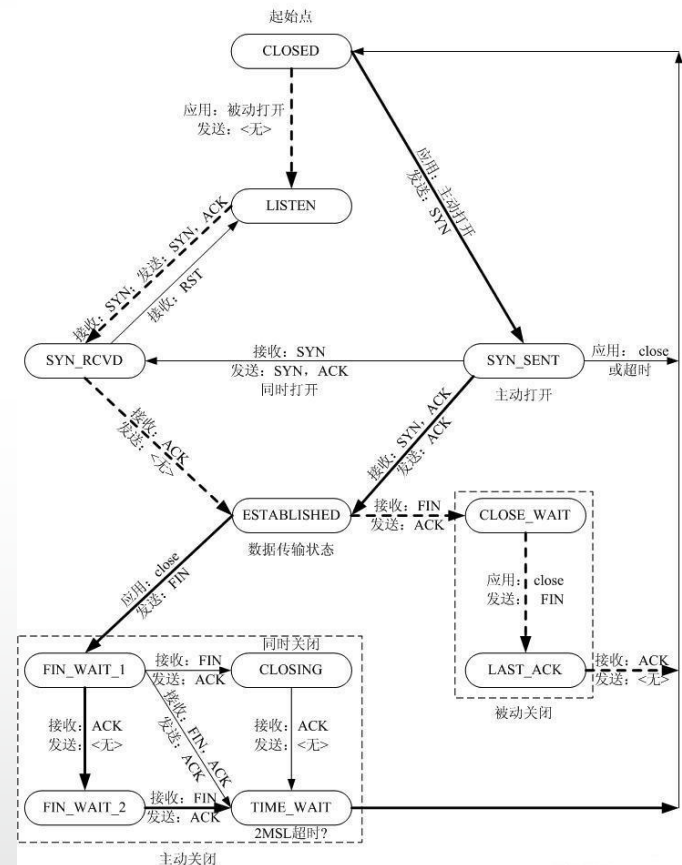 起始点
CLOSED
应用：被动打开
发送：<无>
应用：主动打开
发送：SYN
LISTEN
接收：SYN；发送：SYN，ACK
接收：RST
SYN_RCVD
接收：SYN
发送：SYN，ACK
同时打开
SYN_SENT
主动打开
应用： close
或超时
接收：ACK
发送：<无>
接收：SYN，ACK
发送：ACK
ESTABLISHED
数据传输状态
接收：FIN
发送：ACK
CLOSE_WAIT
应用：close
发送： FIN
LAST_ACK
被动关闭
接收：ACK
发送：<无>
应用：close
发送：FIN
同时关闭
FIN_WAIT_1
接收：FIN
发送：ACK
CLOSING
接收：ACK
发送：<无>
接收：FIN，ACK
发送：ACK
接收：ACK
发送：<无>
FIN_WAIT_2
接收：FIN
发送：ACK
TIME_WAIT
2MSL超时?
主动关闭